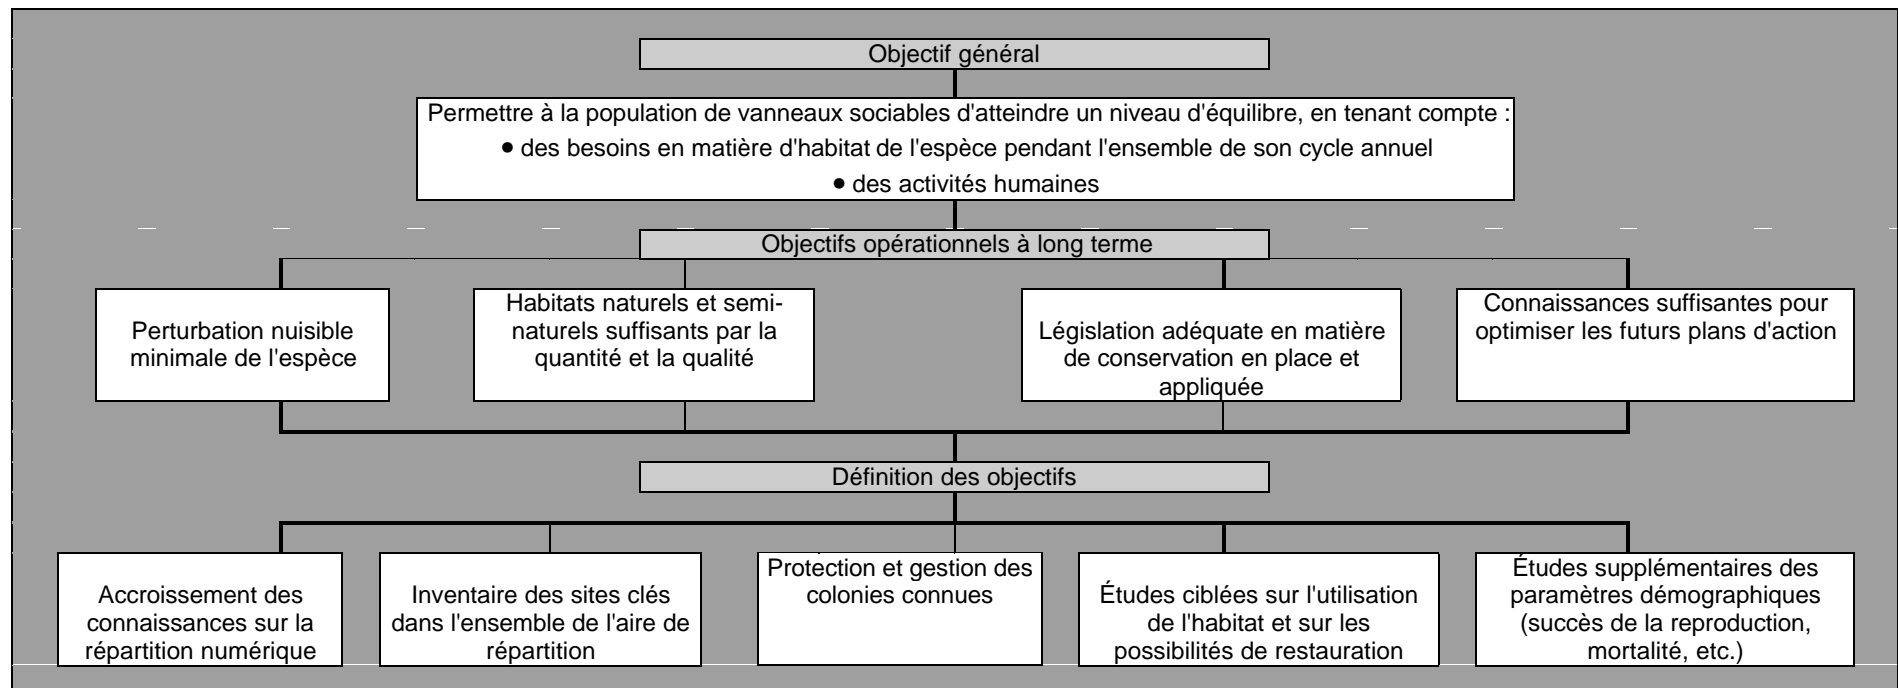 Objectif général
Permettre à la population de vanneaux sociables d'atteindre un niveau d'équilibre, en tenant compte :
● des besoins en matière d'habitat de l'espèce pendant l'ensemble de son cycle annuel
● des activités humaines
Objectifs opérationnels à long terme
Perturbation nuisible
minimale de l'espèce
Habitats naturels et semi-
naturels suffisants par la
quantité et la qualité
Législation adéquate en matière
de conservation en place et
appliquée
Connaissances suffisantes pour
optimiser les futurs plans d'action
Définition des objectifs
Accroissement des
connaissances sur la
répartition numérique
Inventaire des sites clés
dans l'ensemble de l'aire de
répartition
Protection et gestion des
colonies connues
Études ciblées sur l'utilisation
de l'habitat et sur les
possibilités de restauration
Études supplémentaires des
paramètres démographiques
(succès de la reproduction,
mortalité, etc.)